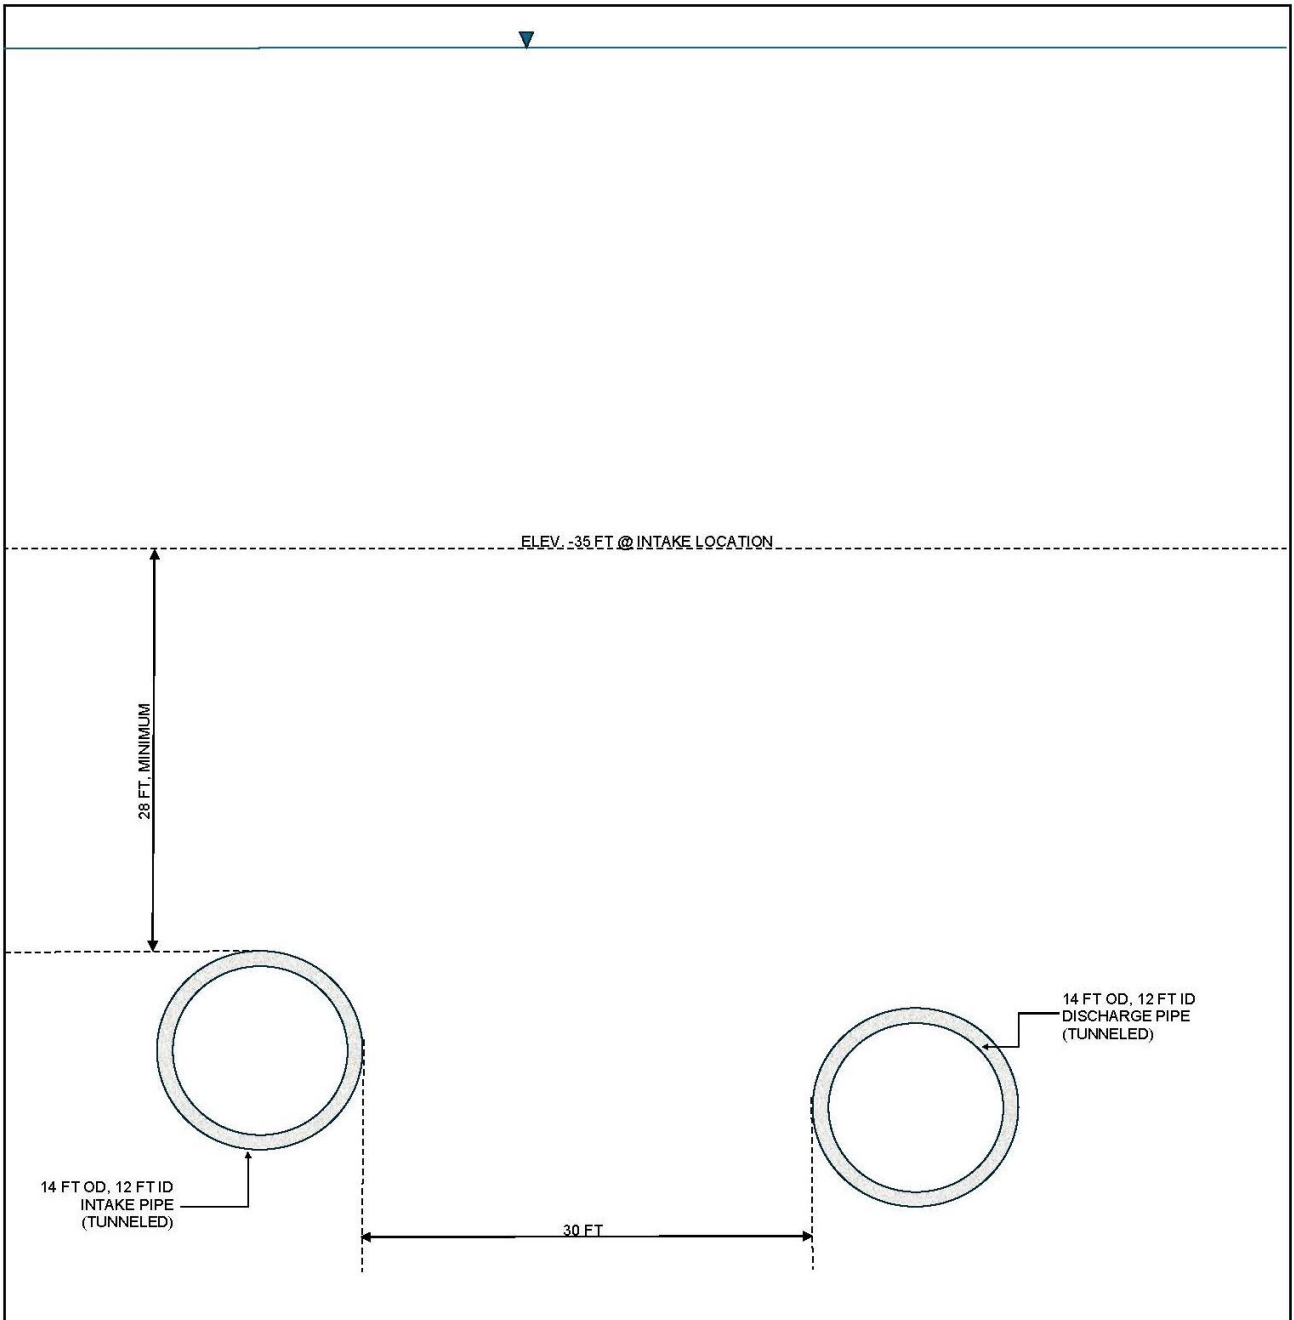 ELEV. -35 FT @ INTAKE LOCATION
28 FT. MINIMUM
14 FT OD, 12 FT ID
DISCHARGE PIPE
(TUNNELED)
14 FT OD, 12 FT ID
INTAKE PIPE
(TUNNELED)
30 FT